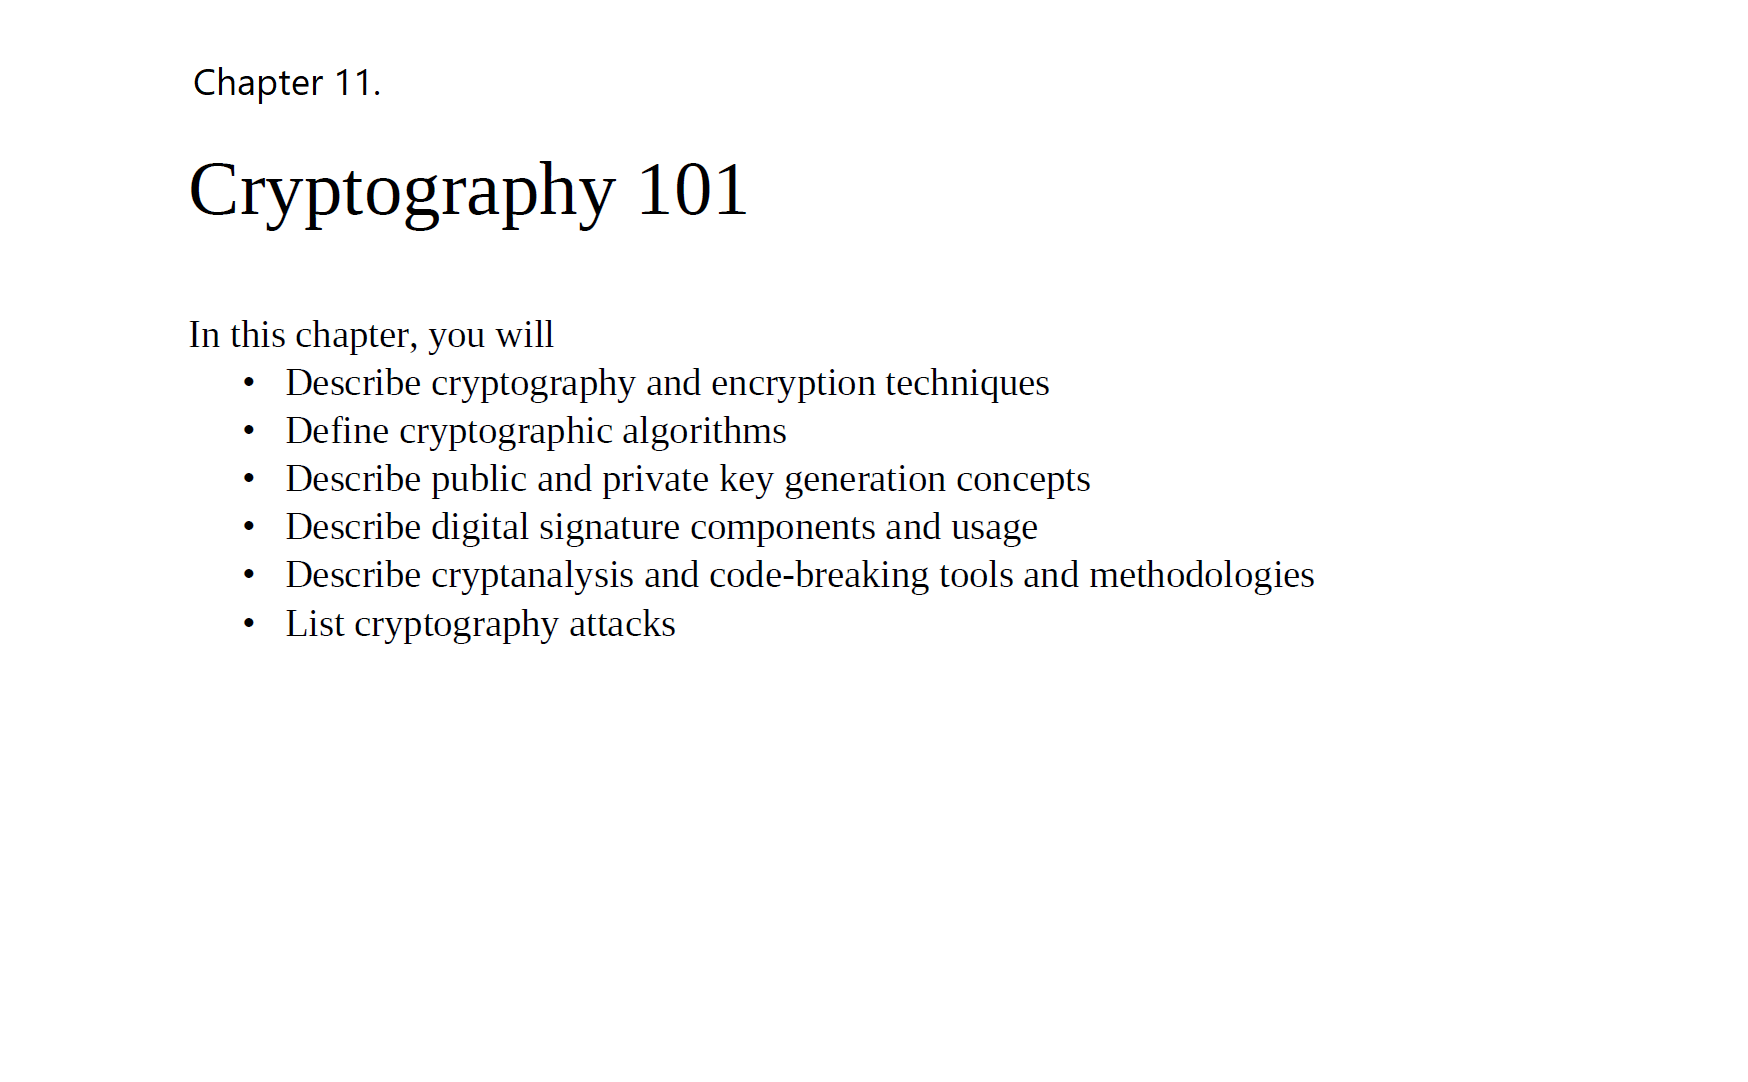 Chapter 11.
Cryptography 101
In this chapter, you will
• Describe cryptography and encryption techniques
• Define cryptographic algorithms
• Describe public and private key generation concepts
• Describe digital signature components and usage
• Describe cryptanalysis and code-breaking tools and methodologies
• List cryptography attacks